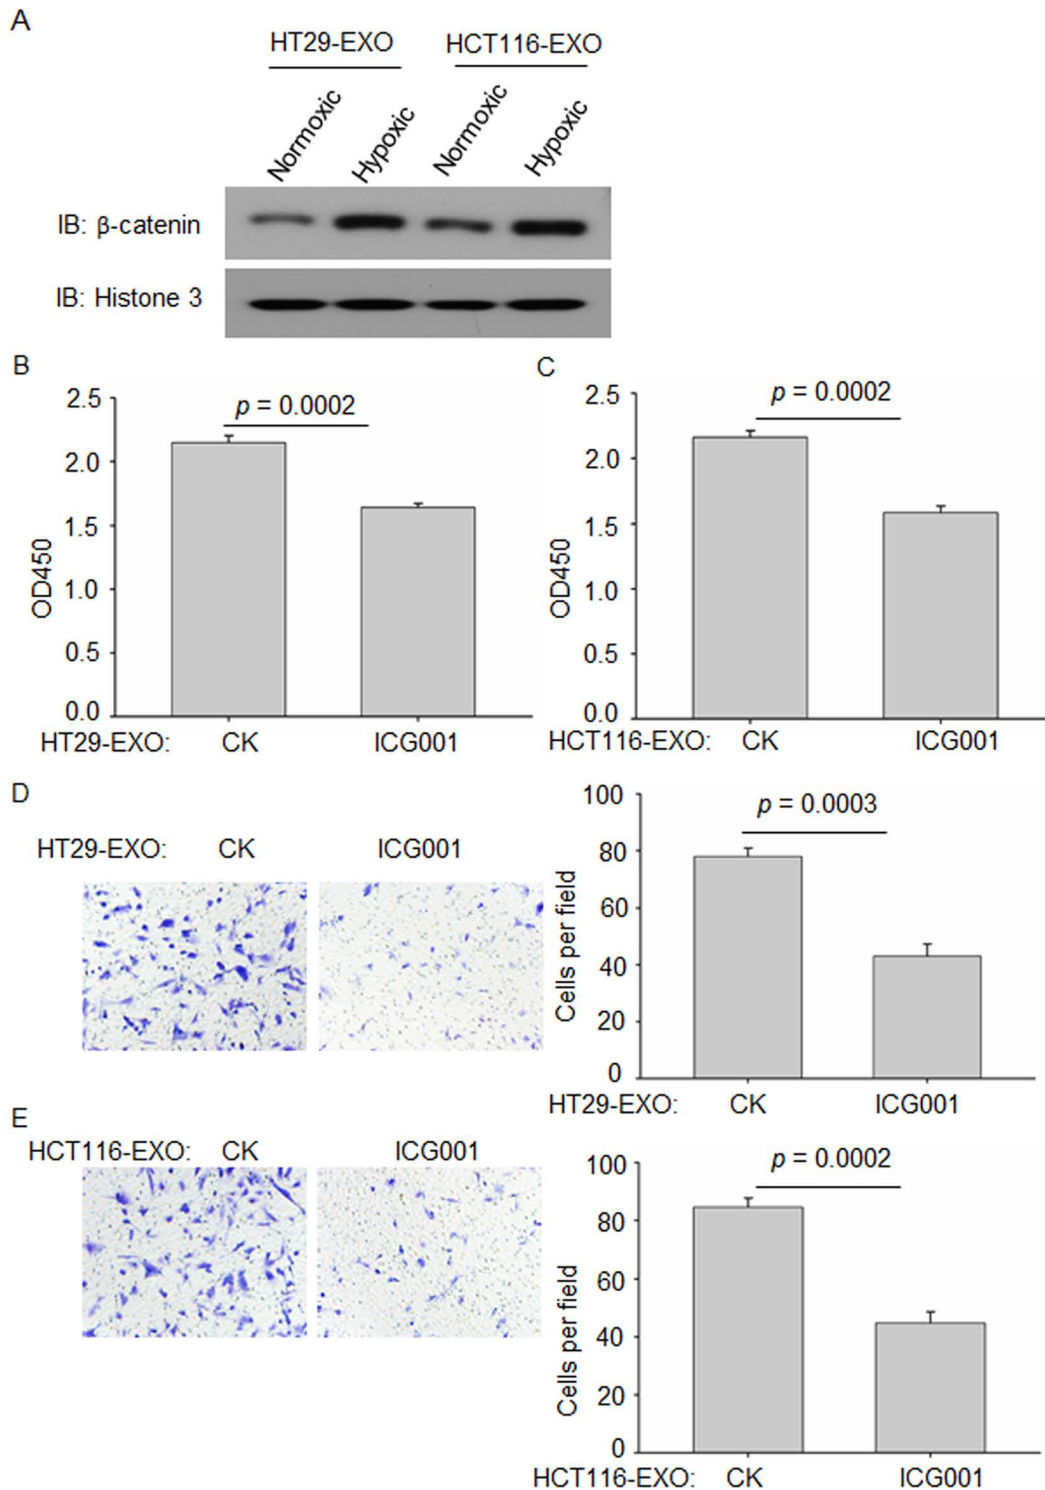 A
HT29-EXO HCT116-EXO
Normoxic Hypoxic Normoxic Hypoxic
IB: β-catenin
IB: Histone 3
B
p = 0.0002
2.5
2.0
1.5
1.0
0.5
0.0
OD450
HT29-EXO: CK ICG001
C
p = 0.0002
2.5
2.0
1.5
1.0
0.5
0.0
OD450
HCT116-EXO: CK ICG001
D
HT29-EXO: CK ICG001
p = 0.0003
100
80
60
40
20
0
Cells per field
HT29-EXO: CK ICG001
E
HCT116-EXO: CK ICG001
p = 0.0002
100
80
60
40
20
0
Cells per field
HCT116-EXO: CK ICG001